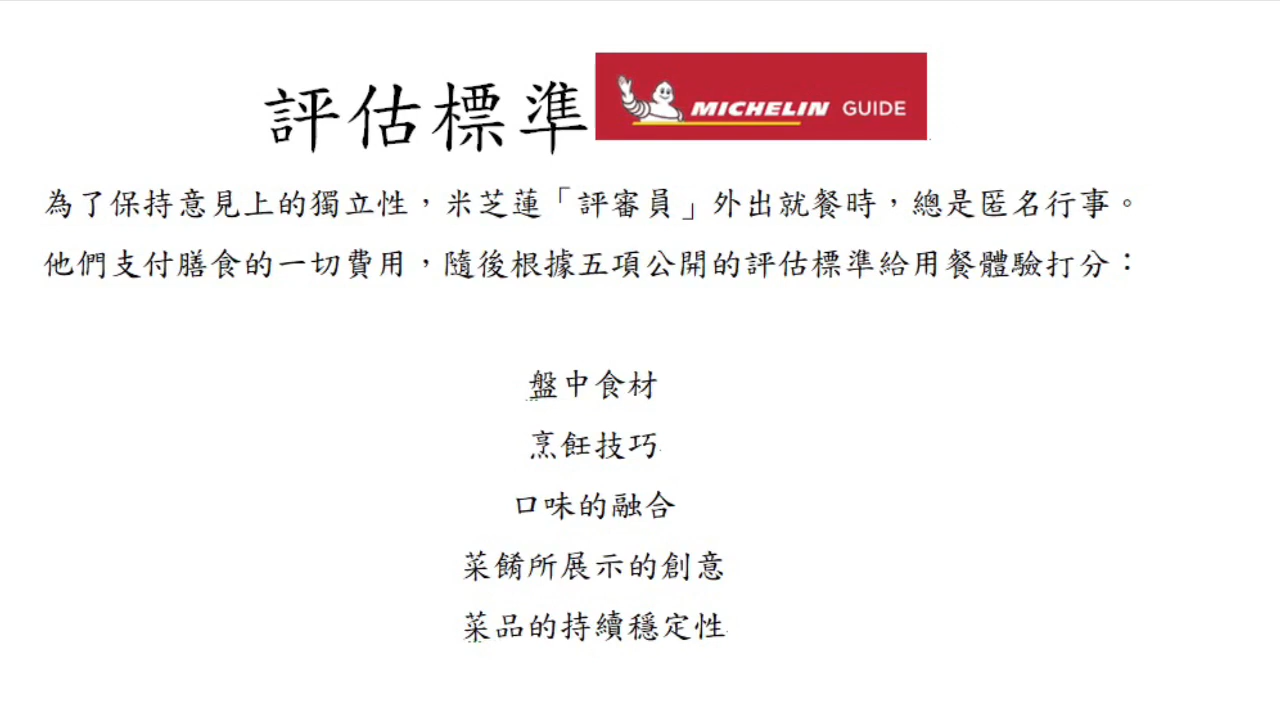 評估標準 MICHELIN GUIDE
為了保持意見上的獨立性，米芝蓮「評審員」外出就餐時，總是匿名行事。
他們支付膳食的一切費用，隨後根據五項公開的評估標準給用餐體驗打分：
盤中食材
烹飪技巧
口味的融合
菜餚所展示的創意
菜品的持續穩定性